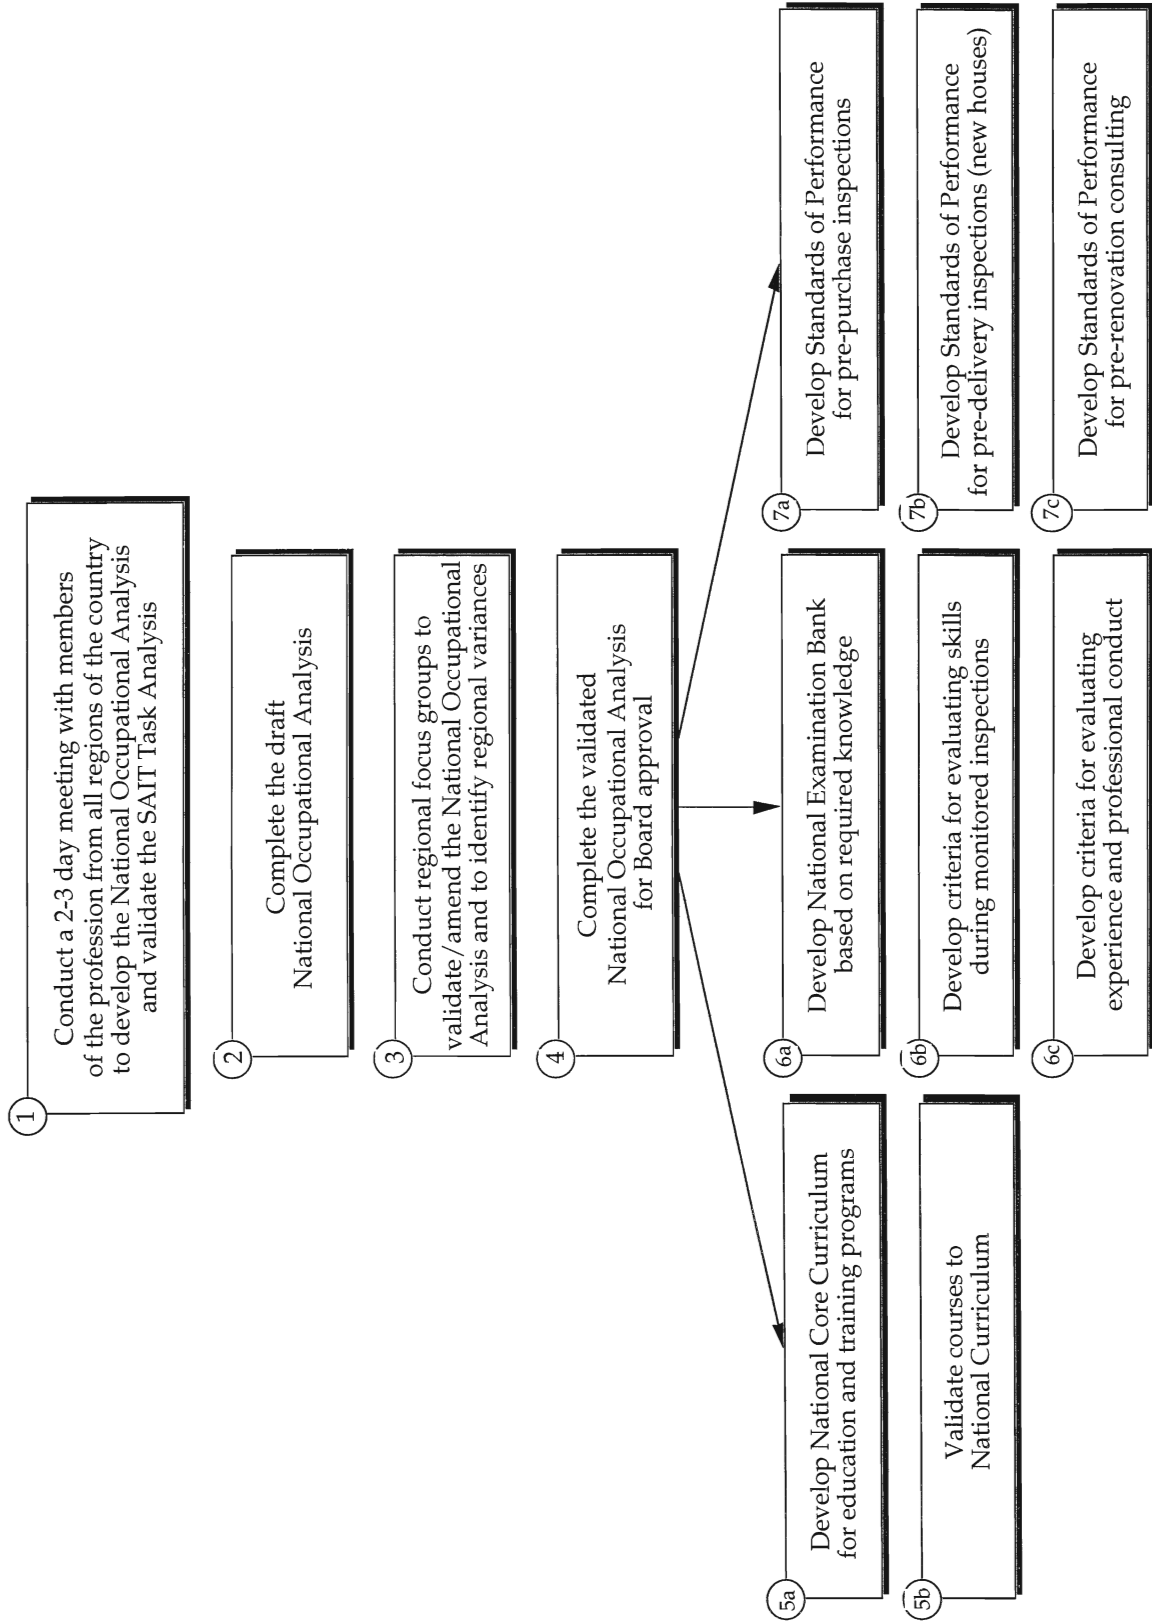 1
Conduct a 2-3 day meeting with members
of the profession from all regions of the country
to develop the National Occupational Analysis
and validate the SAIT Task Analysis
2
Complete the draft
National Occupational Analysis
3
Conduct regional focus groups to
validate/amend the National Occupational
Analysis and to identify regional variances
4
Complete the validated
National Occupational Analysis
for Board approval
5a
Develop National Core Curriculum
for education and training programs
5b
Validate courses to
National Curriculum
6a
Develop National Examination Bank
based on required knowledge
6b
Develop criteria for evaluating skills
during monitored inspections
6c
Develop criteria for evaluating
experience and professional conduct
7a
Develop Standards of Performance
for pre-purchase inspections
7b
Develop Standards of Performance
for pre-delivery inspections (new houses)
7c
Develop Standards of Performance
for pre-renovation consulting